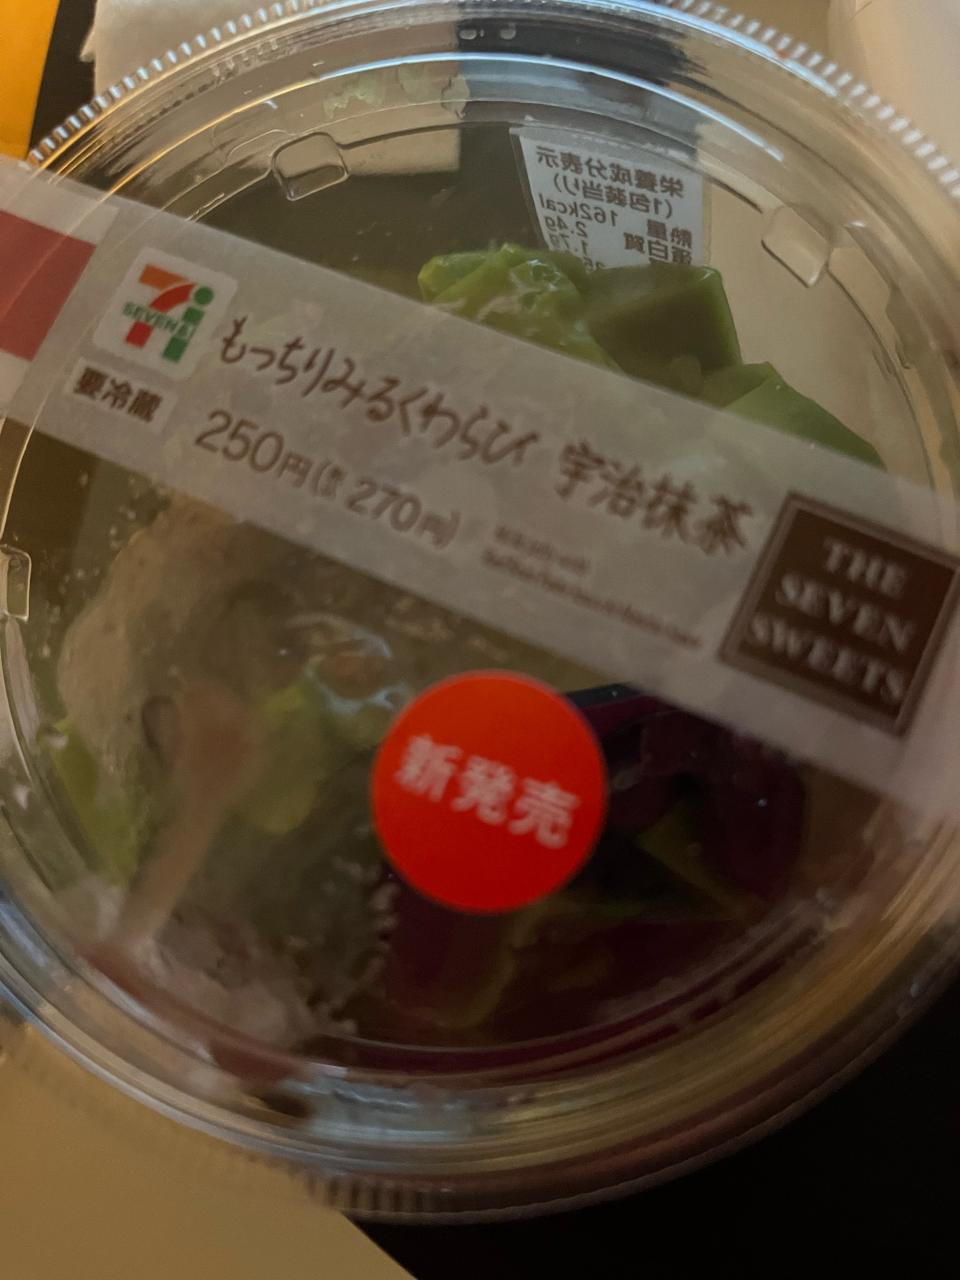 栄養成分表示
(1包装当り)
熱量 162kcal
蛋白質 2.4g
1.7g
SEVEN&i
もっちりみるくわらび 宇治抹茶
要冷蔵
250円(税込 270円)
THE
SEVEN
SWEETS
新発売